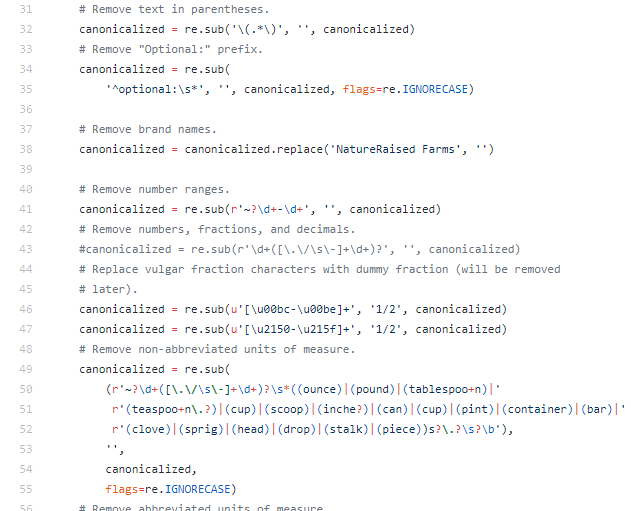 31 # Remove text in parentheses.
32 canonicalized = re.sub('\(.*\)', '', canonicalized)
33 # Remove "Optional:" prefix.
34 canonicalized = re.sub(
35 '^optional:\s*', '', canonicalized, flags=re.IGNORECASE)
36
37 # Remove brand names.
38 canonicalized = canonicalized.replace('NatureRaised Farms', '')
39
40 # Remove number ranges.
41 canonicalized = re.sub(r'~?\d+-\d+', '', canonicalized)
42 # Remove numbers, fractions, and decimals.
43 #canonicalized = re.sub(r'\d+([\.\/\s\-]+\d+)?', '', canonicalized)
44 # Replace vulgar fraction characters with dummy fraction (will be removed
45 # later).
46 canonicalized = re.sub(u'[\u00bc-\u00be]+', '1/2', canonicalized)
47 canonicalized = re.sub(u'[\u2150-\u215f]+', '1/2', canonicalized)
48 # Remove non-abbreviated units of measure.
49 canonicalized = re.sub(
50 (r'~?\d+([\.\/\s\-]+\d+)?\s*((ounce)|(pound)|(tablespoo+n)|'
51 r'(teaspoo+n\.?)|(cup)|(scoop)|(inche?)|(can)|(cup)|(pint)|(container)|(bar)|'
52 r'(clove)|(sprig)|(head)|(drop)|(stalk)|(piece))s?\.?\s?\b'),
53 '',
54 canonicalized,
55 flags=re.IGNORECASE)
56 # Remove abbreviated units of measure.